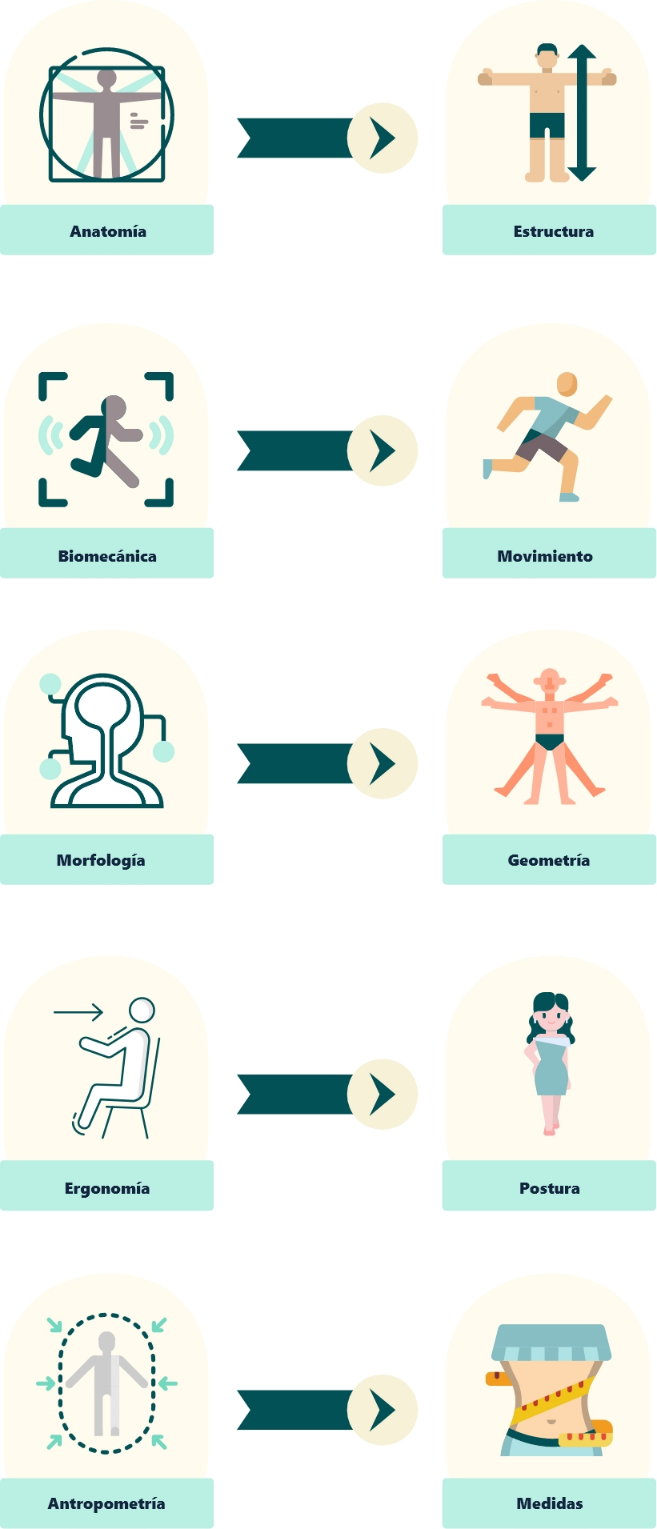 Anatomía
Estructura
Biomecánica
Movimiento
Morfología
Geometría
Ergonomía
Postura
Antropometría
Medidas